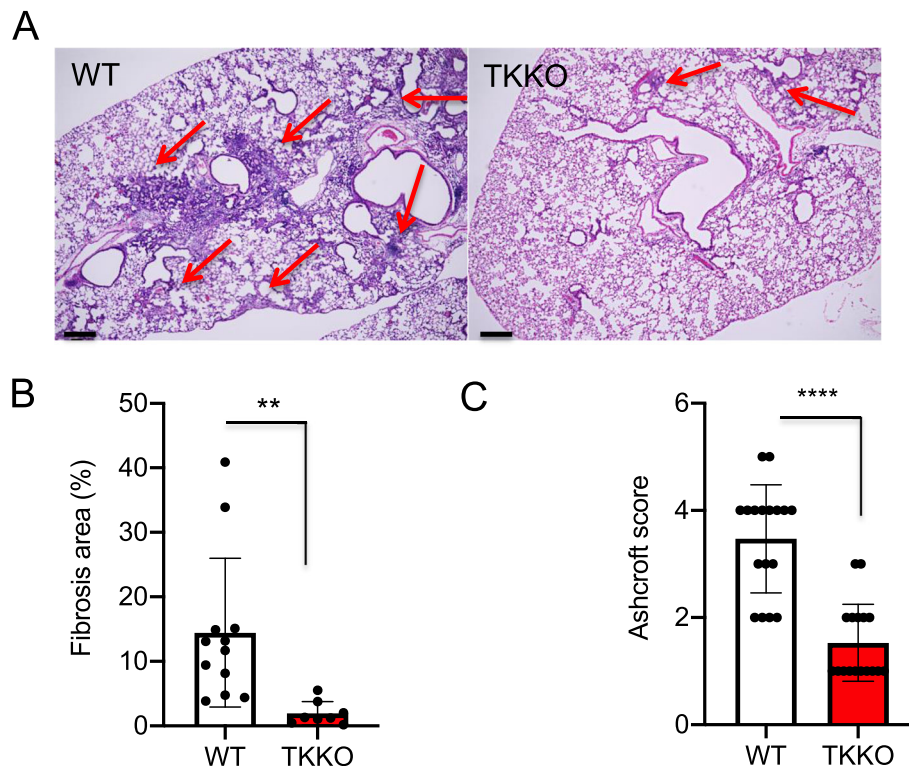 A
WT
TKKO
B
Fibrosis area (%)
50
40
30
20
10
0
**
WT
TKKO
C
Ashcroft score
6
4
2
0
****
WT
TKKO